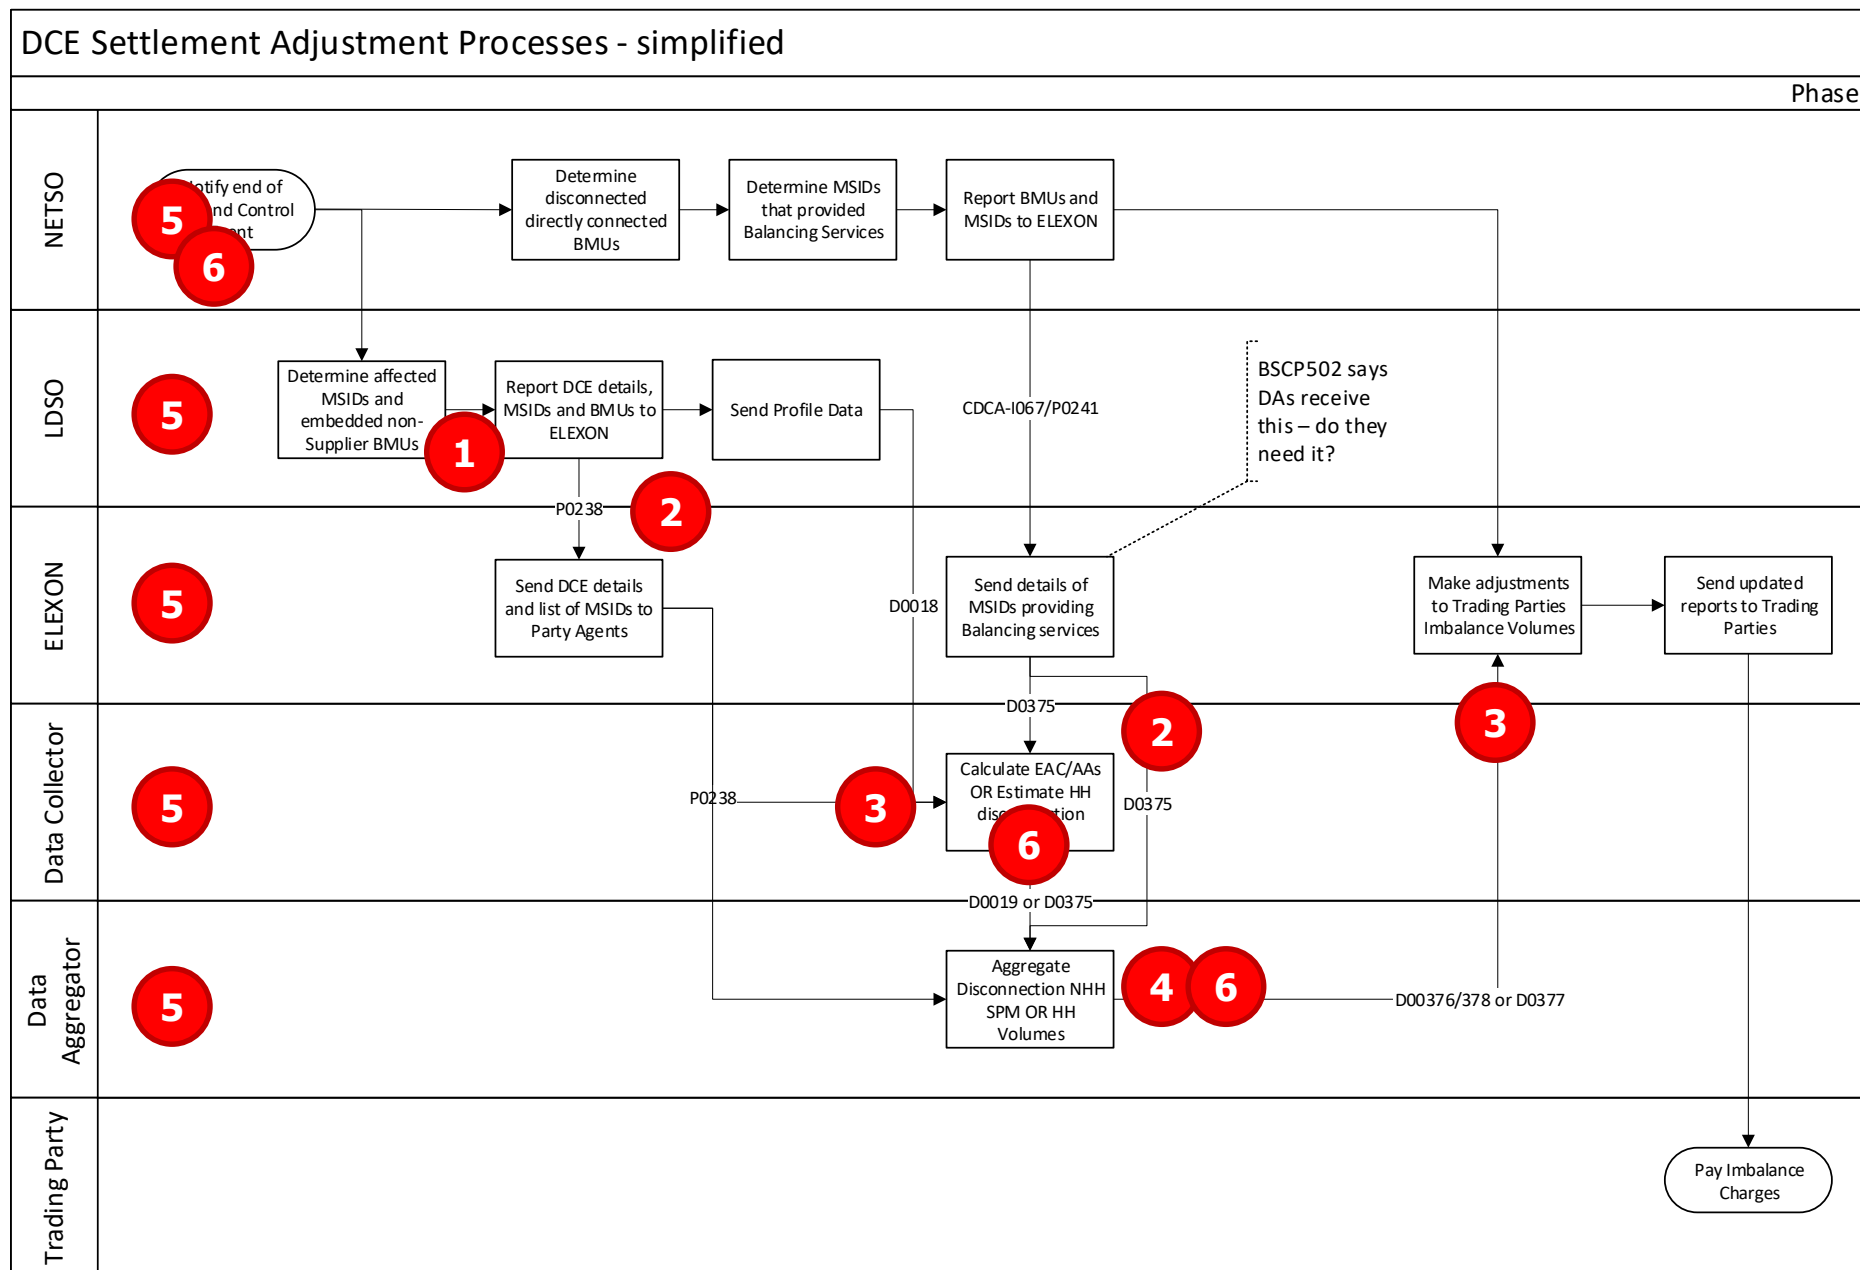 DCE Settlement Adjustment Processes - simplified
Phase
NETSO
end of
Control
5
6
Determine
disconnected
directly connected
BMUs
Determine MSIDs
that provided
Balancing Services
Report BMUs and
MSIDs to ELEXON
LDSO
5
Determine affected
MSIDs and
embedded non-
Supplier BMUs
1
Report DCE details,
MSIDs and BMUs to
ELEXON
Send Profile Data
CDCA-I067/P0241
BSCP502 says
DAs receive
this – do they
need it?
P0238
2
ELEXON
5
Send DCE details
and list of MSIDs to
Party Agents
D0018
Send details of
MSIDs providing
Balancing services
Make adjustments
to Trading Parties
Imbalance Volumes
Send updated
reports to Trading
Parties
D0375
2
3
Data Collector
5
P0238
3
Calculate EAC/AAs
OR Estimate HH
6
D0375
D0019 or D0375
Data
Aggregator
5
Aggregate
Disconnection NHH
SPM OR HH
Volumes
4
6
D00376/378 or D0377
Trading Party
Pay Imbalance
Charges